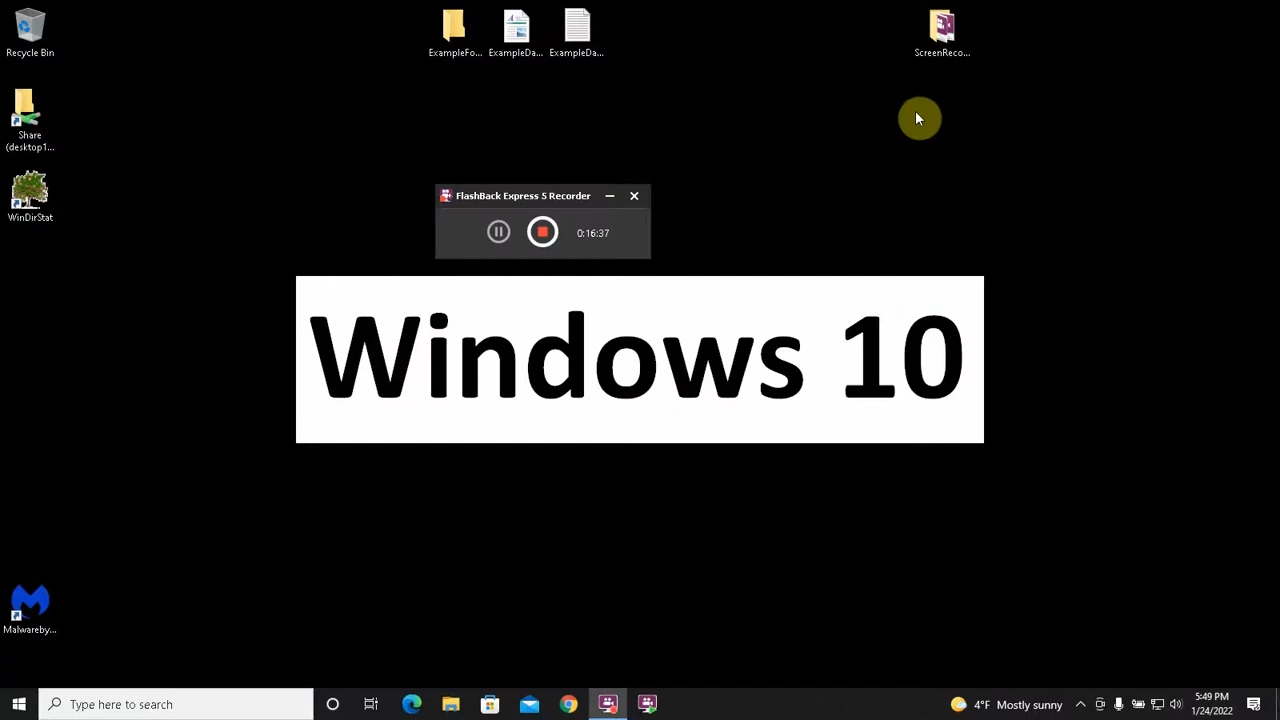 Recycle Bin
ExampleFo...
ExampleDa...
ExampleDa...
ScreenReco...
Share
(desktop1...
WinDirStat
FlashBack Express 5 Recorder
0:16:37
Windows 10
Malwareby...
Type here to search
4°F Mostly sunny
5:49 PM
1/24/2022